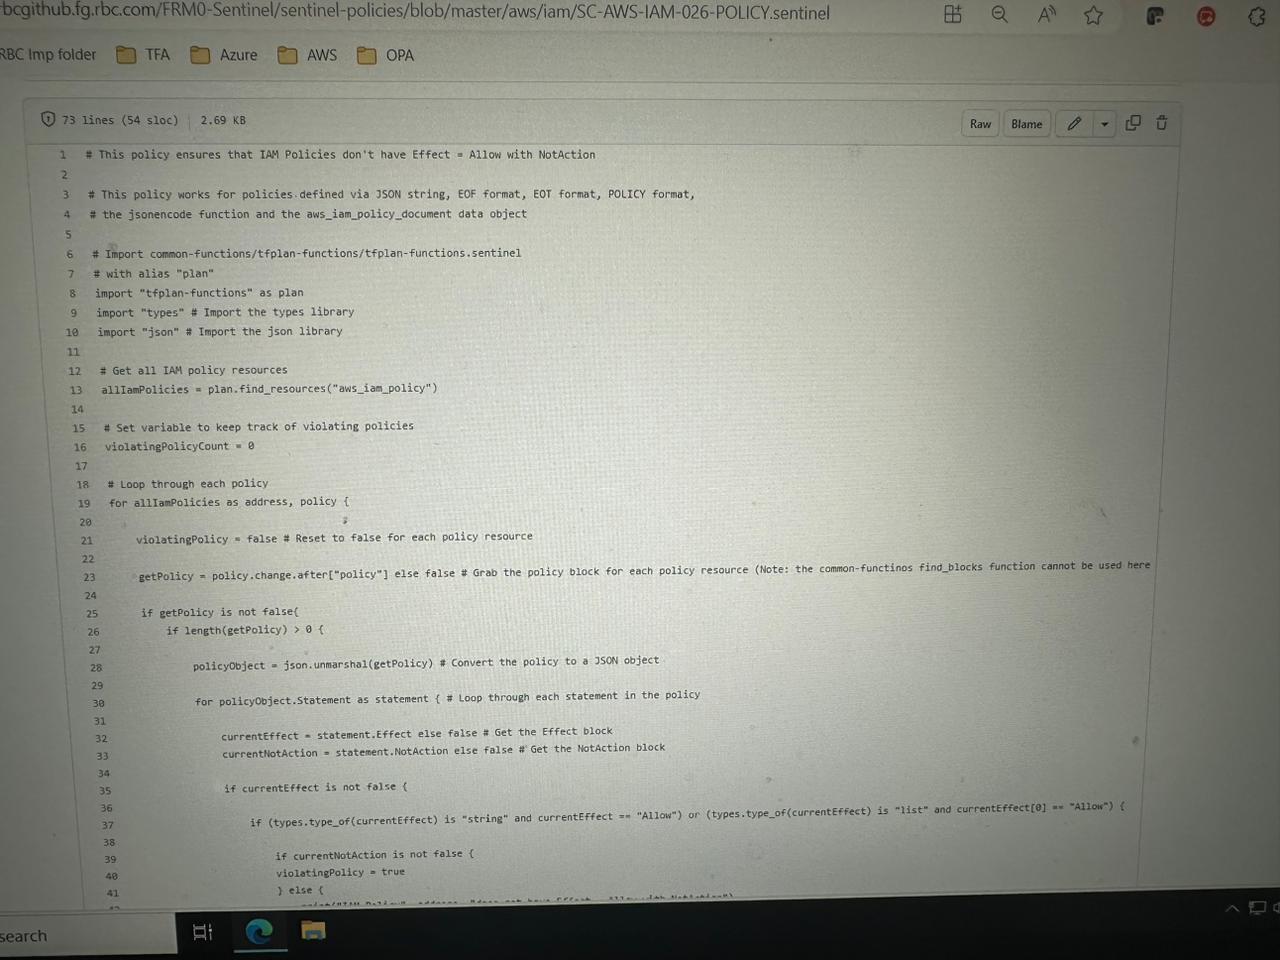 bcgithub.fg.rbc.com/FRM0-Sentinel/sentinel-policies/blob/master/aws/iam/SC-AWS-IAM-026-POLICY.sentinel
RBC Imp folder TFA Azure AWS OPA
73 lines (54 sloc) 2.69 KB Raw Blame
1 # This policy ensures that IAM Policies don't have Effect = Allow with NotAction
2
3 # This policy works for policies defined via JSON string, EOF format, EOT format, POLICY format,
4 # the jsonencode function and the aws_iam_policy_document data object
5
6 # Import common-functions/tfplan-functions/tfplan-functions.sentinel
7 # with alias "plan"
8 import "tfplan-functions" as plan
9 import "types" # Import the types library
10 import "json" # Import the json library
11
12 # Get all IAM policy resources
13 allIamPolicies = plan.find_resources("aws_iam_policy")
14
15 # Set variable to keep track of violating policies
16 violatingPolicyCount = 0
17
18 # Loop through each policy
19 for allIamPolicies as address, policy {
20
21 violatingPolicy = false # Reset to false for each policy resource
22
23 getPolicy = policy.change.after["policy"] else false # Grab the policy block for each policy resource (Note: the common-functinos find_blocks function cannot be used here
24
25 if getPolicy is not false{
26 if length(getPolicy) > 0 {
27
28 policyObject = json.unmarshal(getPolicy) # Convert the policy to a JSON object
29
30 for policyObject.Statement as statement { # Loop through each statement in the policy
31
32 currentEffect = statement.Effect else false # Get the Effect block
33 currentNotAction = statement.NotAction else false # Get the NotAction block
34
35 if currentEffect is not false {
36
37 if (types.type_of(currentEffect) is "string" and currentEffect == "Allow") or (types.type_of(currentEffect) is "list" and currentEffect[0] == "Allow") {
38
39 if currentNotAction is not false {
40 violatingPolicy = true
41 } else {
search